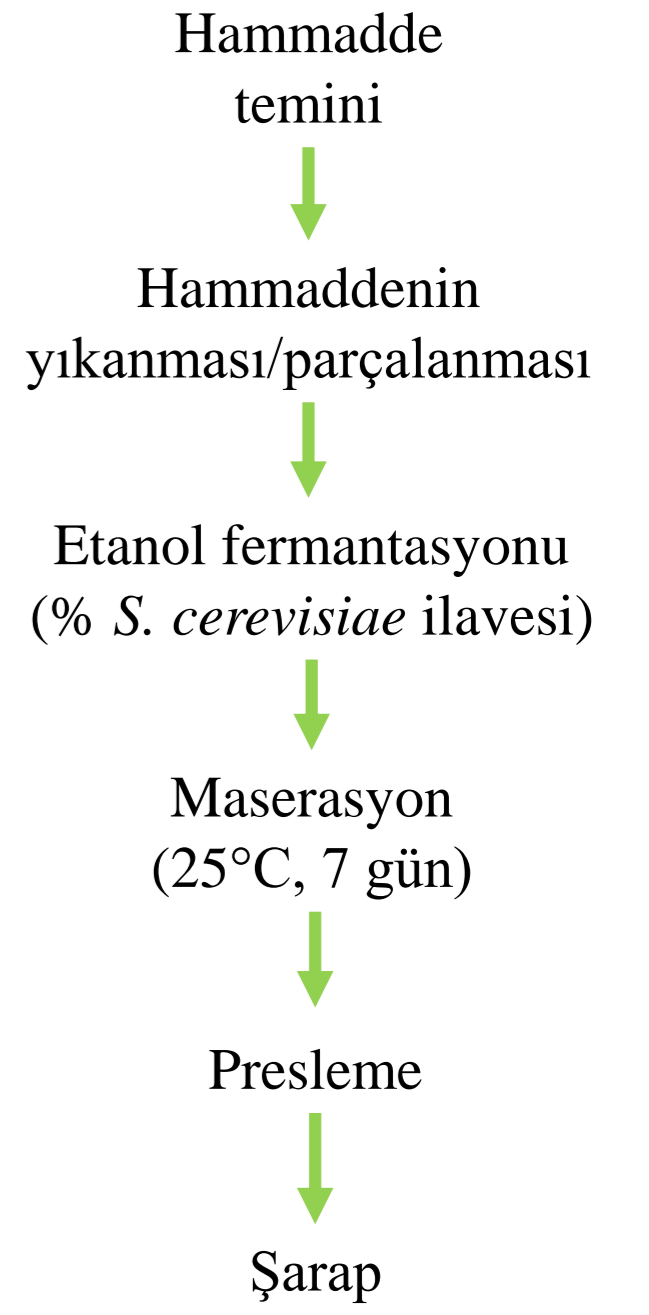 Hammadde
temini
Hammaddenin
yıkanması/parçalanması
Etanol fermantasyonu
(% S. cerevisiae ilavesi)
Maserasyon
(25°C, 7 gün)
Presleme
Şarap